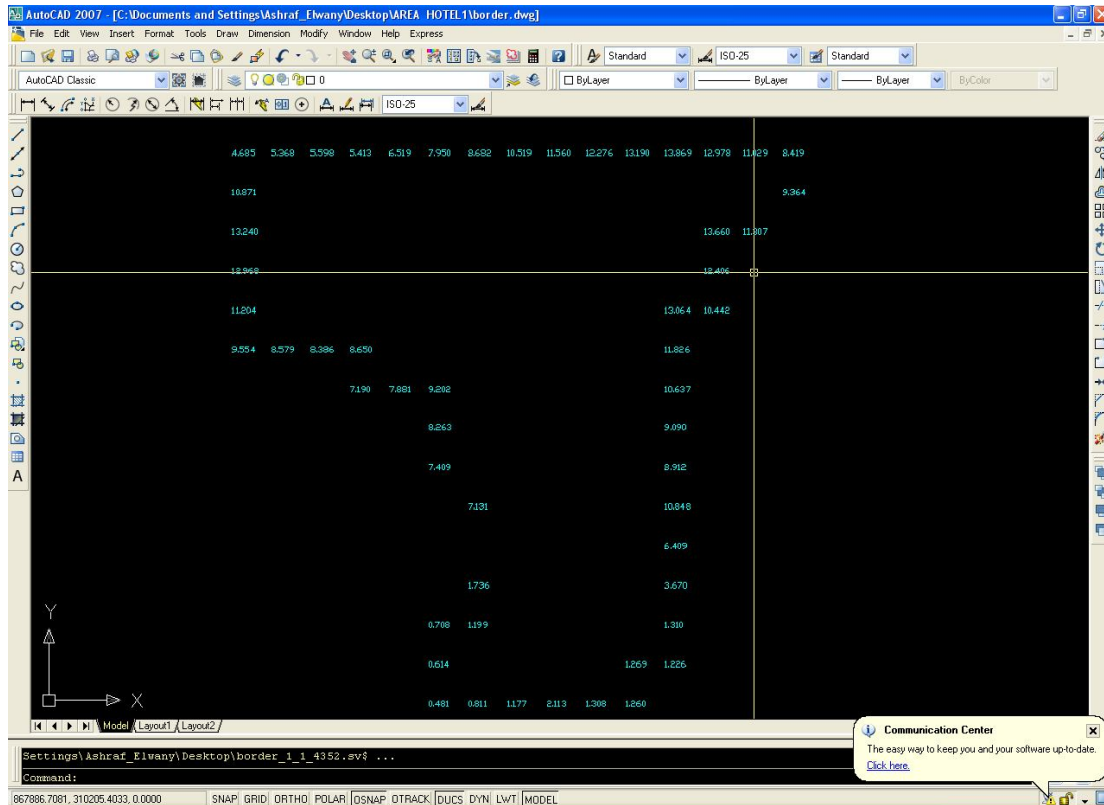 AutoCAD 2007 - [C:\Documents and Settings\Ashraf_Elwany\Desktop\AREA HOTEL1\border.dwg]
File Edit View Insert Format Tools Draw Dimension Modify Window Help Express
Standard ISO-25 Standard
AutoCAD Classic 0 ByLayer ByLayer ByLayer ByColor
ISO-25
4.685 5.368 5.598 5.413 6.519 7.950 8.682 10.519 11.560 12.276 13.190 13.869 12.978 11.029 8.419
10.871 9.364
13.240 13.660 11.807
12.968 12.406
11.204 13.064 10.442
9.554 8.579 8.386 8.650 11.826
7.190 7.881 9.202 10.637
8.263 9.090
7.409 8.912
7.131 10.848
6.409
1.736 3.670
Y
0.708 1.199 1.310
0.614 1.269 1.226
X
0.481 0.811 1.177 2.113 1.308 1.260
Model Layout1 Layout2
Communication Center
The easy way to keep you and your software up-to-date.
Click here.
Settings\Ashraf_Elwany\Desktop\border_1_1_4352.sv$ ...
Command:
867886.7081, 310205.4033, 0.0000 SNAP GRID ORTHO POLAR OSNAP OTRACK DUCS DYN LWT MODEL